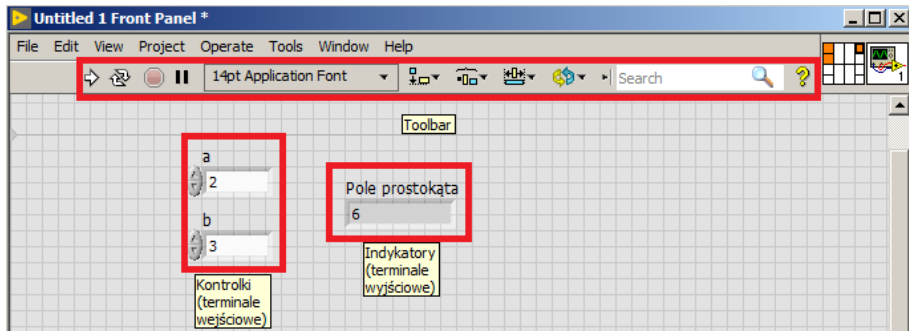 Untitled 1 Front Panel *
File Edit View Project Operate Tools Window Help
14pt Application Font
Search
?
1
Toolbar
a
2
b
3
Pole prostokąta
6
Kontrolki
(terminale
wejściowe)
Indykatory
(terminale
wyjściowe)